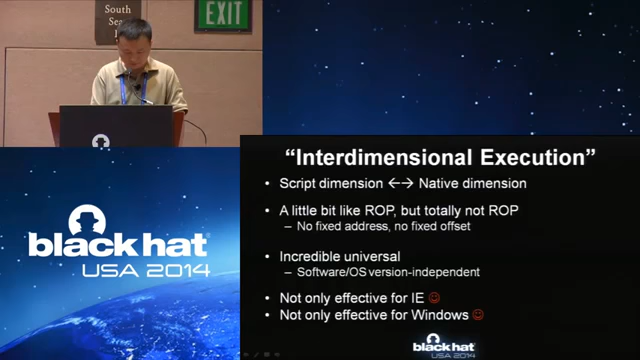 South
Sea
EXIT
black hat
USA 2014
“Interdimensional Execution”
• Script dimension ←→ Native dimension
• A little bit like ROP, but totally not ROP
– No fixed address, no fixed offset
• Incredible universal
– Software/OS version-independent
• Not only effective for IE ☺
• Not only effective for Windows ☺
black hat
USA 2014